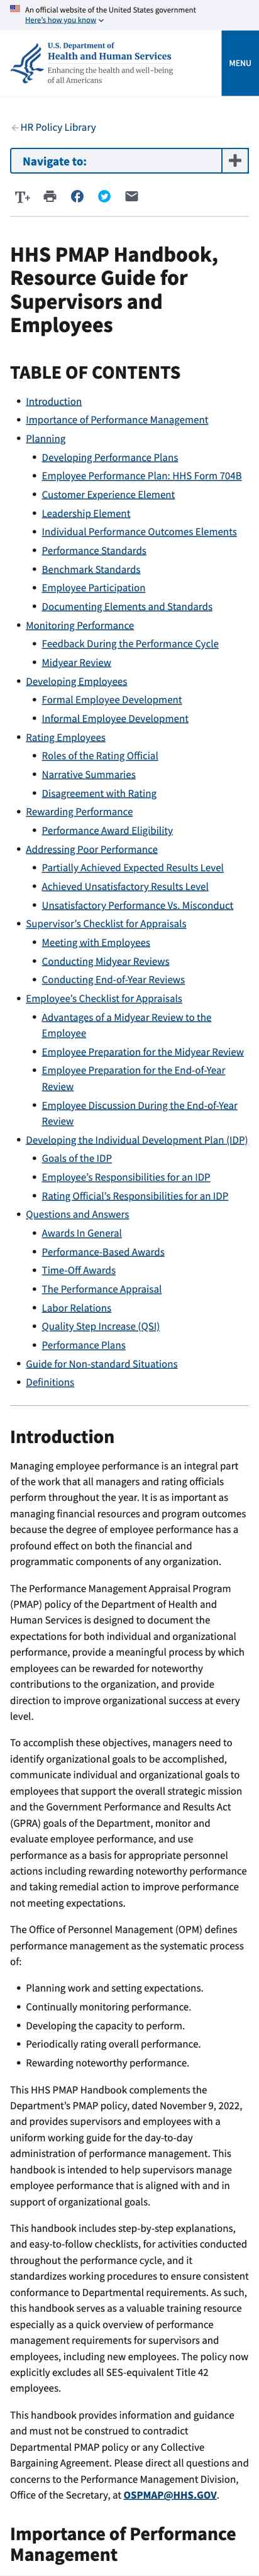 An official website of the United States government
Here's how you know
U.S. Department of
Health and Human Services
Enhancing the health and well-being
of all Americans
MENU
HR Policy Library
Navigate to:
T+
HHS PMAP Handbook,
Resource Guide for
Supervisors and
Employees
TABLE OF CONTENTS
• Introduction
• Importance of Performance Management
• Planning
• Developing Performance Plans
• Employee Performance Plan: HHS Form 704B
• Customer Experience Element
• Leadership Element
• Individual Performance Outcomes Elements
• Performance Standards
• Benchmark Standards
• Employee Participation
• Documenting Elements and Standards
• Monitoring Performance
• Feedback During the Performance Cycle
• Midyear Review
• Developing Employees
• Formal Employee Development
• Informal Employee Development
• Rating Employees
• Roles of the Rating Official
• Narrative Summaries
• Disagreement with Rating
• Rewarding Performance
• Performance Award Eligibility
• Addressing Poor Performance
• Partially Achieved Expected Results Level
• Achieved Unsatisfactory Results Level
• Unsatisfactory Performance Vs. Misconduct
• Supervisor's Checklist for Appraisals
• Meeting with Employees
• Conducting Midyear Reviews
• Conducting End-of-Year Reviews
• Employee's Checklist for Appraisals
• Advantages of a Midyear Review to the
Employee
• Employee Preparation for the Midyear Review
• Employee Preparation for the End-of-Year
Review
• Employee Discussion During the End-of-Year
Review
• Developing the Individual Development Plan (IDP)
• Goals of the IDP
• Employee's Responsibilities for an IDP
• Rating Official's Responsibilities for an IDP
• Questions and Answers
• Awards In General
• Performance-Based Awards
• Time-Off Awards
• The Performance Appraisal
• Labor Relations
• Quality Step Increase (QSI)
• Performance Plans
• Guide for Non-standard Situations
• Definitions
Introduction
Managing employee performance is an integral part
of the work that all managers and rating officials
perform throughout the year. It is as important as
managing financial resources and program outcomes
because the degree of employee performance has a
profound effect on both the financial and
programmatic components of any organization.
The Performance Management Appraisal Program
(PMAP) policy of the Department of Health and
Human Services is designed to document the
expectations for both individual and organizational
performance, provide a meaningful process by which
employees can be rewarded for noteworthy
contributions to the organization, and provide
direction to improve organizational success at every
level.
To accomplish these objectives, managers need to
identify organizational goals to be accomplished,
communicate individual and organizational goals to
employees that support the overall strategic mission
and the Government Performance and Results Act
(GPRA) goals of the Department, monitor and
evaluate employee performance, and use
performance as a basis for appropriate personnel
actions including rewarding noteworthy performance
and taking remedial action to improve performance
not meeting expectations.
The Office of Personnel Management (OPM) defines
performance management as the systematic process
of:
• Planning work and setting expectations.
• Continually monitoring performance.
• Developing the capacity to perform.
• Periodically rating overall performance.
• Rewarding noteworthy performance.
This HHS PMAP Handbook complements the
Department's PMAP policy, dated November 9, 2022,
and provides supervisors and employees with a
uniform working guide for the day-to-day
administration of performance management. This
handbook is intended to help supervisors manage
employee performance that is aligned with and in
support of organizational goals.
This handbook includes step-by-step explanations,
and easy-to-follow checklists, for activities conducted
throughout the performance cycle, and it
standardizes working procedures to ensure consistent
conformance to Departmental requirements. As such,
this handbook serves as a valuable training resource
especially as a quick overview of performance
management requirements for supervisors and
employees, including new employees. The policy now
explicitly excludes all SES-equivalent Title 42
employees.
This handbook provides information and guidance
and must not be construed to contradict
Departmental PMAP policy or any Collective
Bargaining Agreement. Please direct all questions and
concerns to the Performance Management Division,
Office of the Secretary, at OSPMAP@HHS.GOV.
Importance of Performance
Management